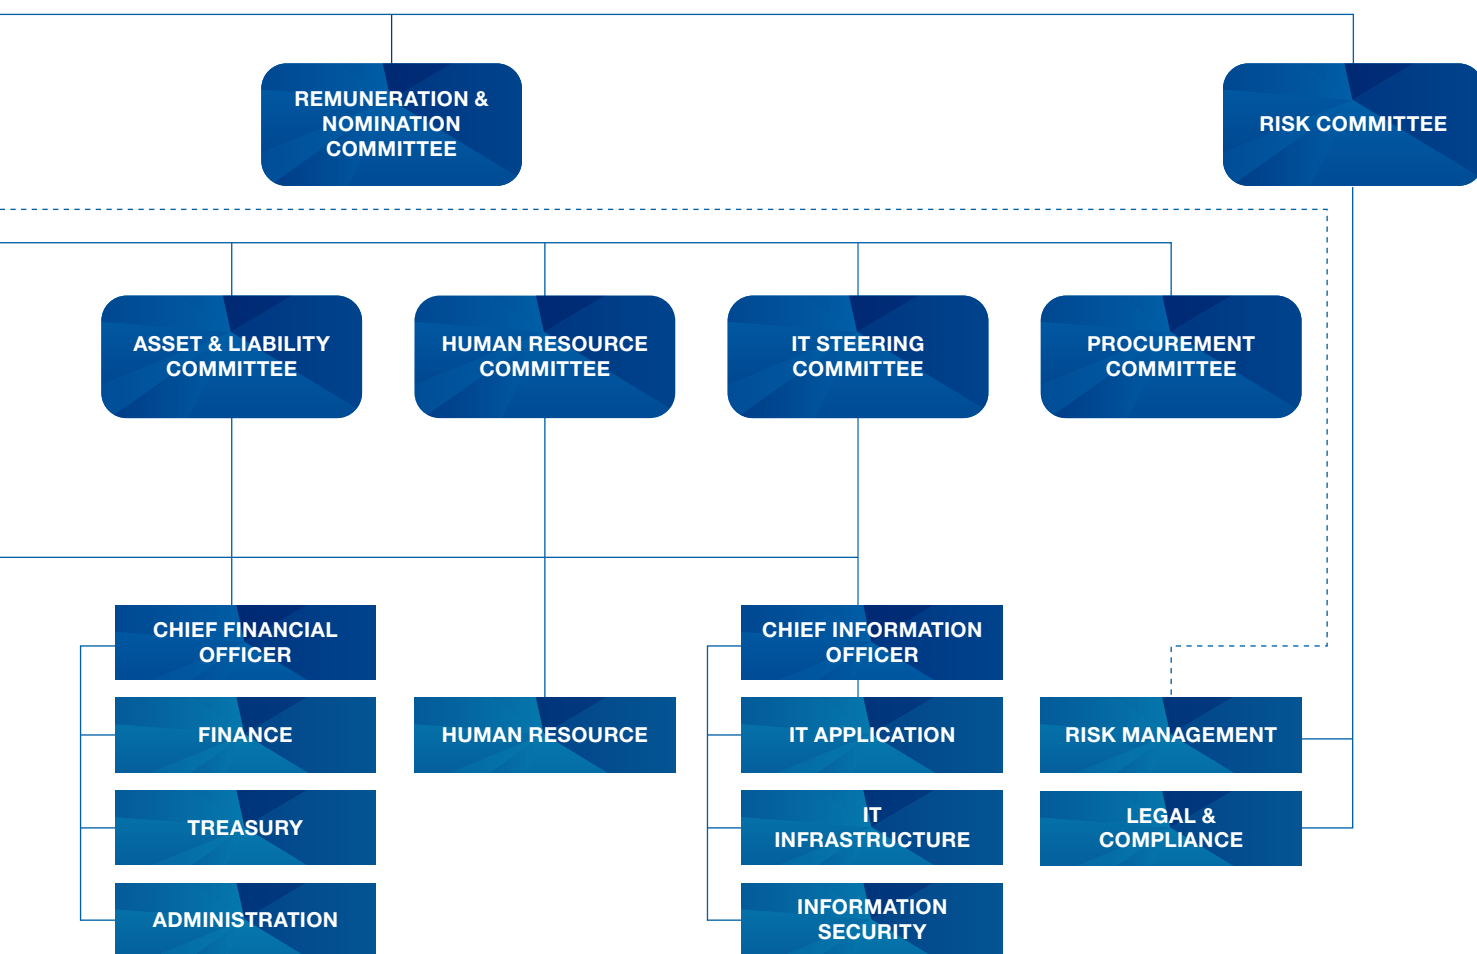 REMUNERATION &
NOMINATION
COMMITTEE
RISK COMMITTEE
ASSET & LIABILITY
COMMITTEE
HUMAN RESOURCE
COMMITTEE
IT STEERING
COMMITTEE
PROCUREMENT
COMMITTEE
CHIEF FINANCIAL
OFFICER
CHIEF INFORMATION
OFFICER
FINANCE
HUMAN RESOURCE
IT APPLICATION
RISK MANAGEMENT
TREASURY
IT
INFRASTRUCTURE
LEGAL &
COMPLIANCE
ADMINISTRATION
INFORMATION
SECURITY